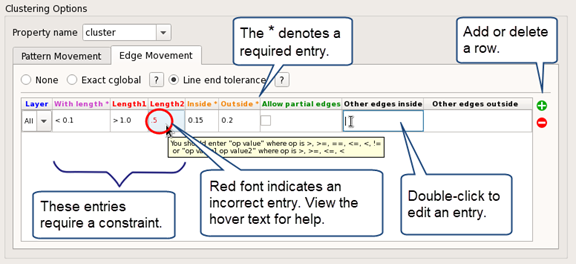 Clustering Options
Property name cluster
The * denotes a
required entry.
Add or delete
a row.
Pattern Movement Edge Movement
None Exact cglobal ? Line end tolerance ?
Layer With length * Length1 Length2 Inside * Outside * Allow partial edges Other edges inside Other edges outside
All < 0.1 > 1.0 5 0.15 0.2
You should enter "op value" where op is >, >=, ==, <=, <, !=
op value2" where op is >, >=, <=, <
These entries
require a constraint.
Red font indicates an
incorrect entry. View the
hover text for help.
Double-click to
edit an entry.